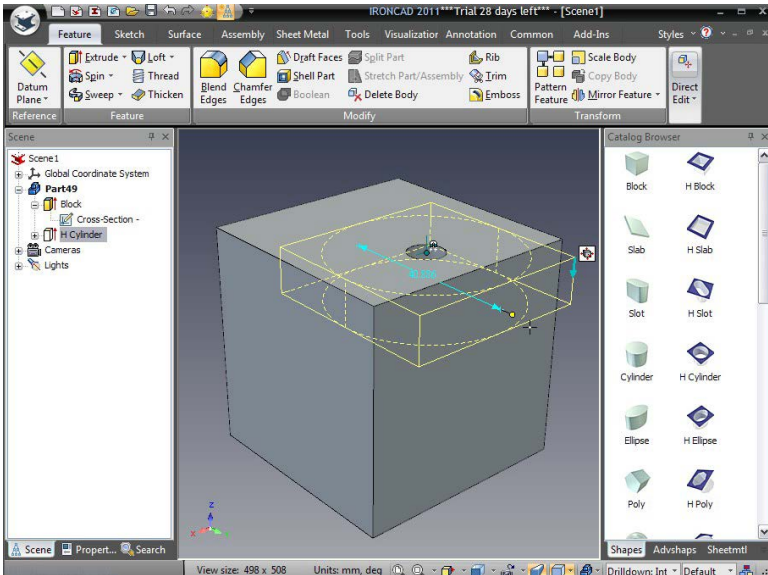 IRONCAD 2011***Trial 28 days left*** - [Scene1]
Feature Sketch Surface Assembly Sheet Metal Tools Visualization Annotation Common Add-Ins Styles
Datum Plane
Reference
Extrude Loft
Spin Thread
Sweep Thicken
Feature
Blend Edges
Chamfer Edges
Draft Faces Split Part Rib
Shell Part Stretch Part/Assembly Trim
Boolean Delete Body Emboss
Modify
Pattern Feature
Scale Body
Copy Body
Mirror Feature
Transform
Direct Edit
Scene
Scene1
Global Coordinate System
Part49
Block
Cross-Section -
H Cylinder
Cameras
Lights
Z
X
Catalog Browser
Block H Block
Slab H Slab
Slot H Slot
Cylinder H Cylinder
Ellipse H Ellipse
Poly H Poly
Scene Propert... Search
Shapes Advshaps Sheetmtl
View size: 498 x 508 Units: mm, deg Drilldown: Int Default